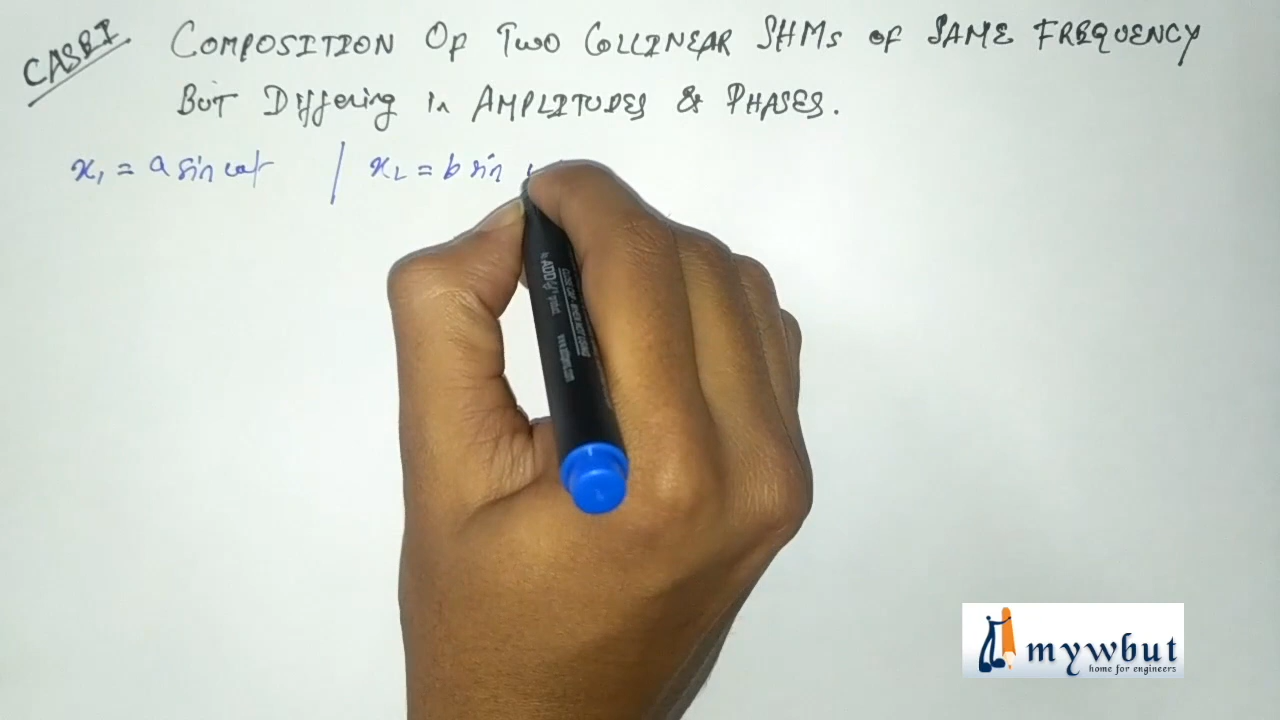 CASE I COMPOSITION OF TWO COLLINEAR SHMs OF SAME FREQUENCY
BUT Differing in AMPLITUDES & PHASES.
x₁ = a sin ωt | x₂ = b sin
mywbut
home for engineers